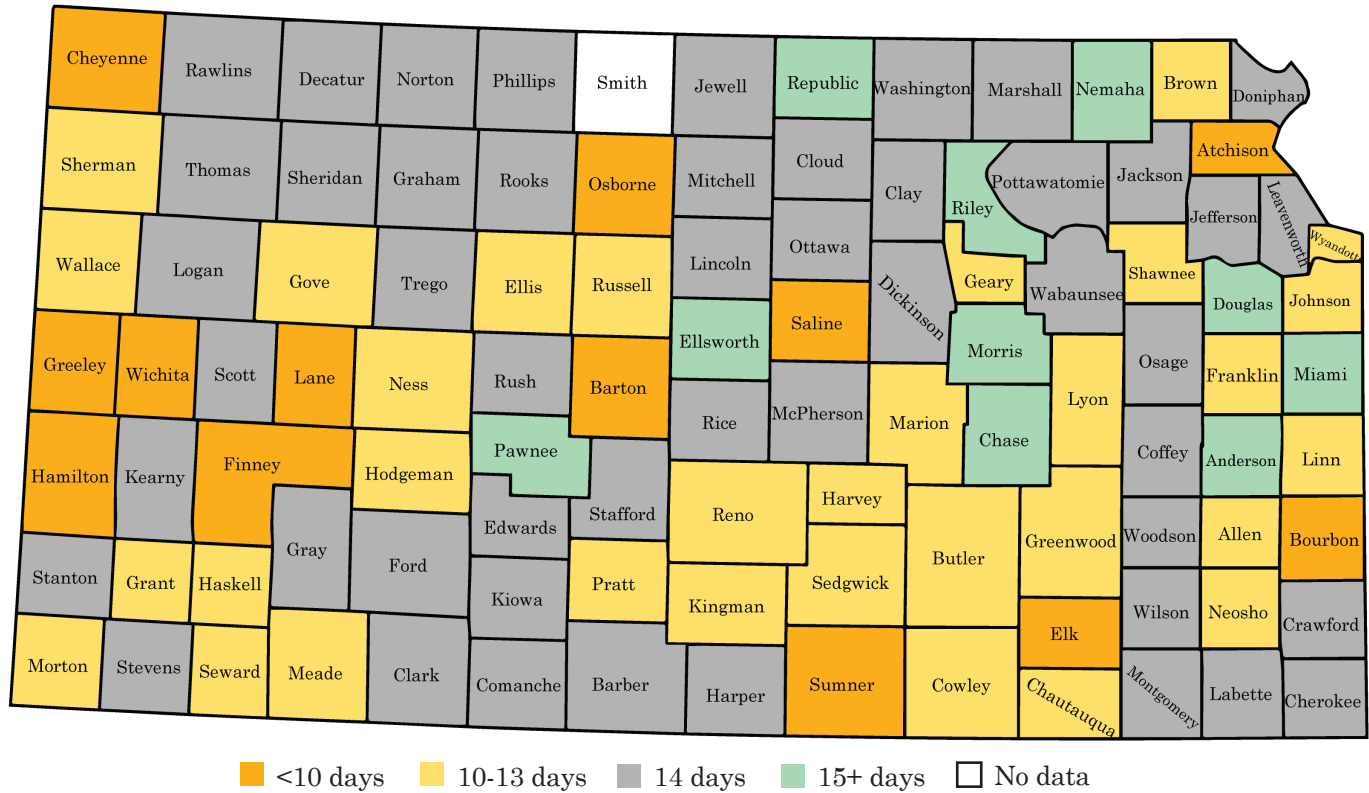 Cheyenne
Rawlins
Decatur
Norton
Phillips
Smith
Jewell
Republic
Washington
Marshall
Nemaha
Brown
Doniphan
Sherman
Thomas
Sheridan
Graham
Rooks
Osborne
Mitchell
Cloud
Clay
Riley
Pottawatomie
Jackson
Atchison
Jefferson
Leavenworth
Wyandott
Wallace
Logan
Gove
Trego
Ellis
Russell
Lincoln
Ottawa
Dickinson
Geary
Wabaunsee
Shawnee
Douglas
Johnson
Greeley
Wichita
Scott
Lane
Ness
Rush
Barton
Ellsworth
Saline
Morris
Lyon
Osage
Franklin
Miami
Hamilton
Kearny
Finney
Hodgeman
Pawnee
Stafford
Rice
McPherson
Marion
Chase
Coffey
Anderson
Linn
Stanton
Grant
Haskell
Gray
Ford
Edwards
Kiowa
Pratt
Reno
Harvey
Kingman
Sedgwick
Butler
Greenwood
Woodson
Allen
Bourbon
Morton
Stevens
Seward
Meade
Clark
Comanche
Barber
Harper
Sumner
Cowley
Elk
Chautauqua
Wilson
Neosho
Crawford
Montgomery
Labette
Cherokee
<10 days
10-13 days
14 days
15+ days
No data